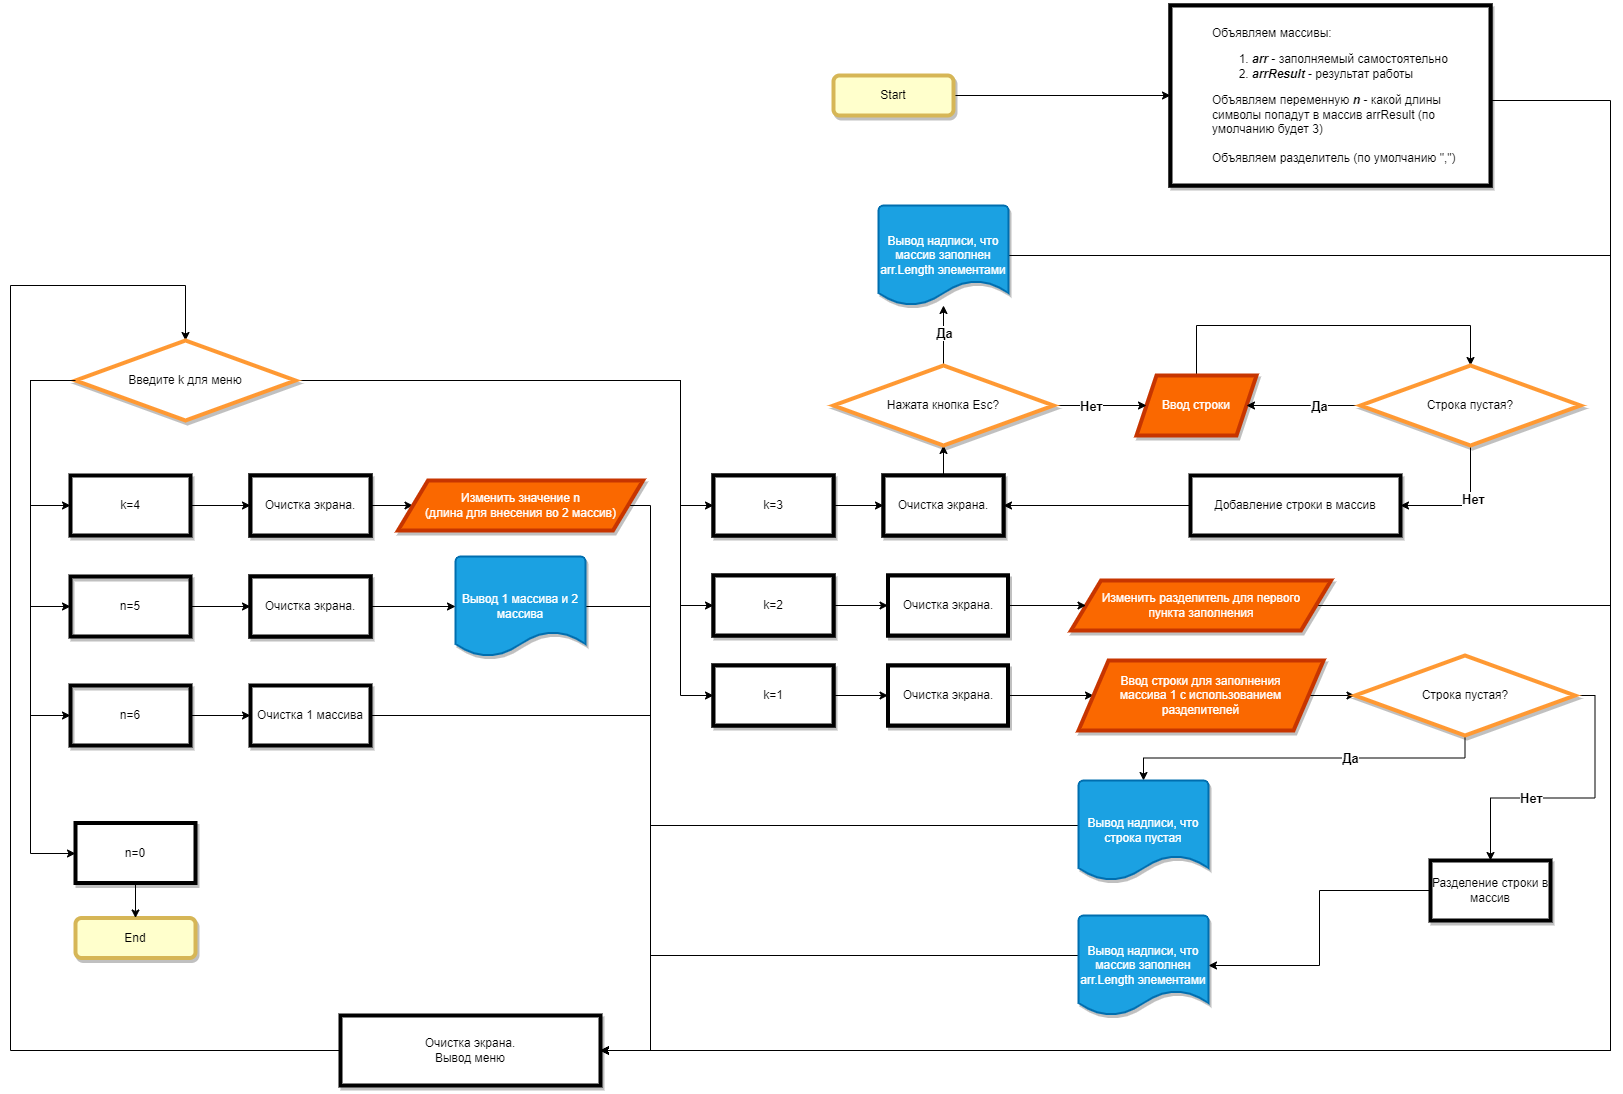 Объявляем массивы:
1. arr - заполняемый самостоятельно
2. arrResult - результат работы
Объявляем переменную n - какой длины
символы попадут в массив arrResult (по
умолчанию будет 3)
Объявляем разделитель (по умолчанию ",")
Start
Вывод надписи, что
массив заполнен
arr.Length элементами
Да
Введите k для меню
Нажата кнопка Esc?
Нет
Ввод строки
Да
Строка пустая?
Нет
k=4
Очистка экрана.
Изменить значение n
(длина для внесения во 2 массив)
k=3
Очистка экрана.
Добавление строки в массив
n=5
Очистка экрана.
Вывод 1 массива и 2
массива
k=2
Очистка экрана.
Изменить разделитель для первого
пункта заполнения
n=6
Очистка 1 массива
k=1
Очистка экрана.
Ввод строки для заполнения
массива 1 с использованием
разделителей
Строка пустая?
Да
Нет
Вывод надписи, что
строка пустая
n=0
Разделение строки в
массив
End
Вывод надписи, что
массив заполнен
arr.Length элементами
Очистка экрана.
Вывод меню